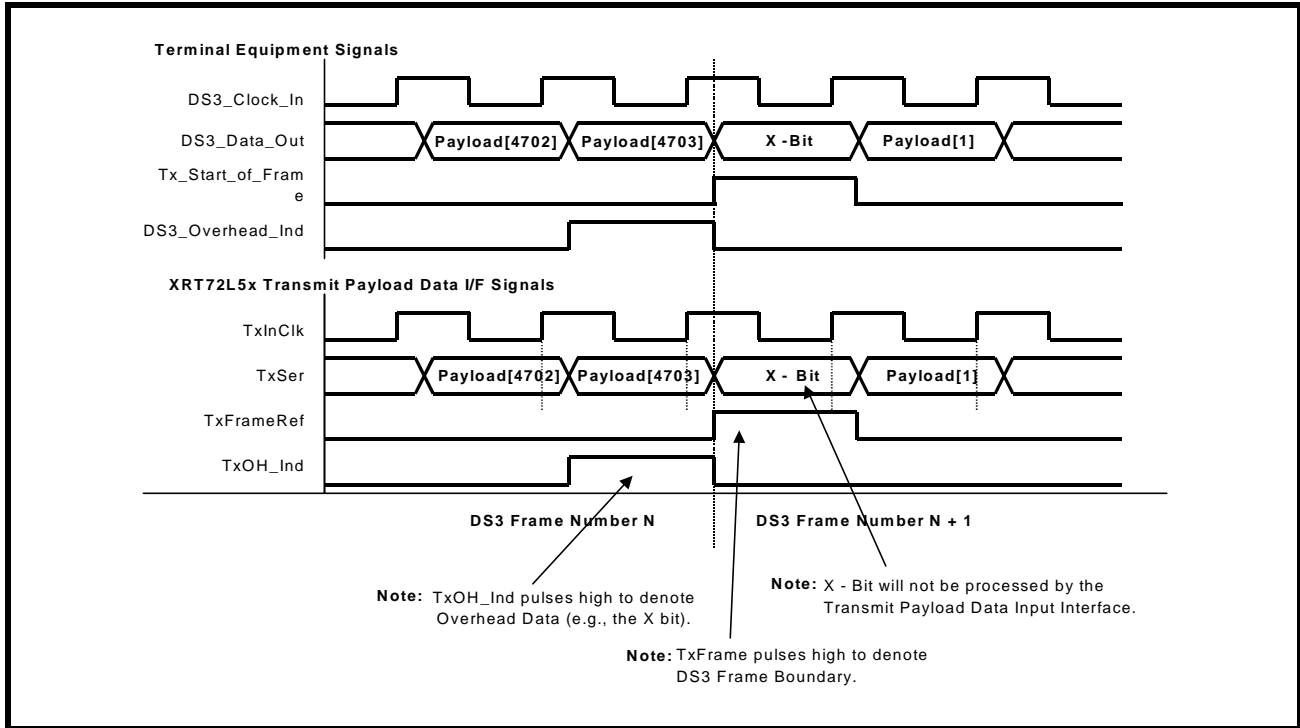 Terminal Equipment Signals
DS3_Clock_In
DS3_Data_Out
Payload[4702] Payload[4703] X -Bit Payload[1]
Tx_Start_of_Fram
e
DS3_Overhead_Ind
XRT72L5x Transmit Payload Data I/F Signals
TxInClk
TxSer
Payload[4702] Payload[4703] X - Bit Payload[1]
TxFrameRef
TxOH_Ind
DS3 Frame Number N
DS3 Frame Number N + 1
Note: TxOH_Ind pulses high to denote
Overhead Data (e.g., the X bit).
Note: X - Bit will not be processed by the
Transmit Payload Data Input Interface.
Note: TxFrame pulses high to denote
DS3 Frame Boundary.